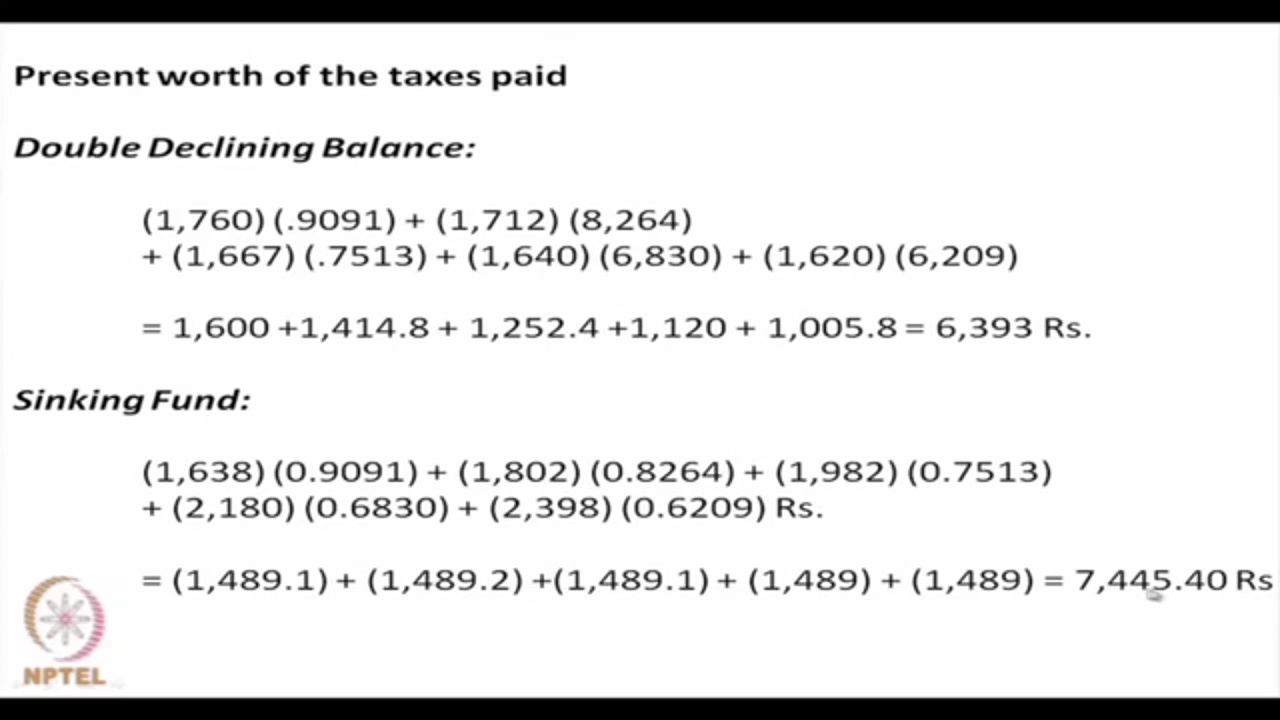 Present worth of the taxes paid
Double Declining Balance:
(1,760) (.9091) + (1,712) (8,264)
+ (1,667) (.7513) + (1,640) (6,830) + (1,620) (6,209)
= 1,600 +1,414.8 + 1,252.4 +1,120 + 1,005.8 = 6,393 Rs.
Sinking Fund:
(1,638) (0.9091) + (1,802) (0.8264) + (1,982) (0.7513)
+ (2,180) (0.6830) + (2,398) (0.6209) Rs.
= (1,489.1) + (1,489.2) +(1,489.1) + (1,489) + (1,489) = 7,445.40 Rs
NPTEL